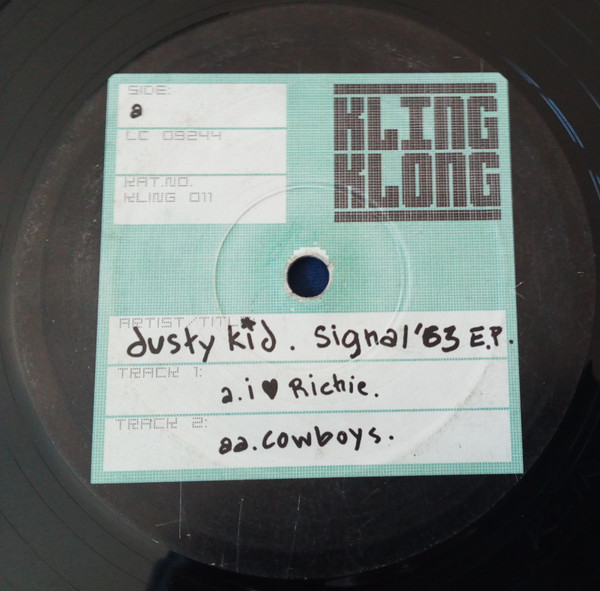 SIDE:
a
LC 09244
KAT.NO.
KLING 011
KLING
KLONG
ARTIST/TITLE
dusty kid. Signal '63 E.P.
TRACK 1:
a.i ♥ Richie.
TRACK 2:
aa.cowboys.